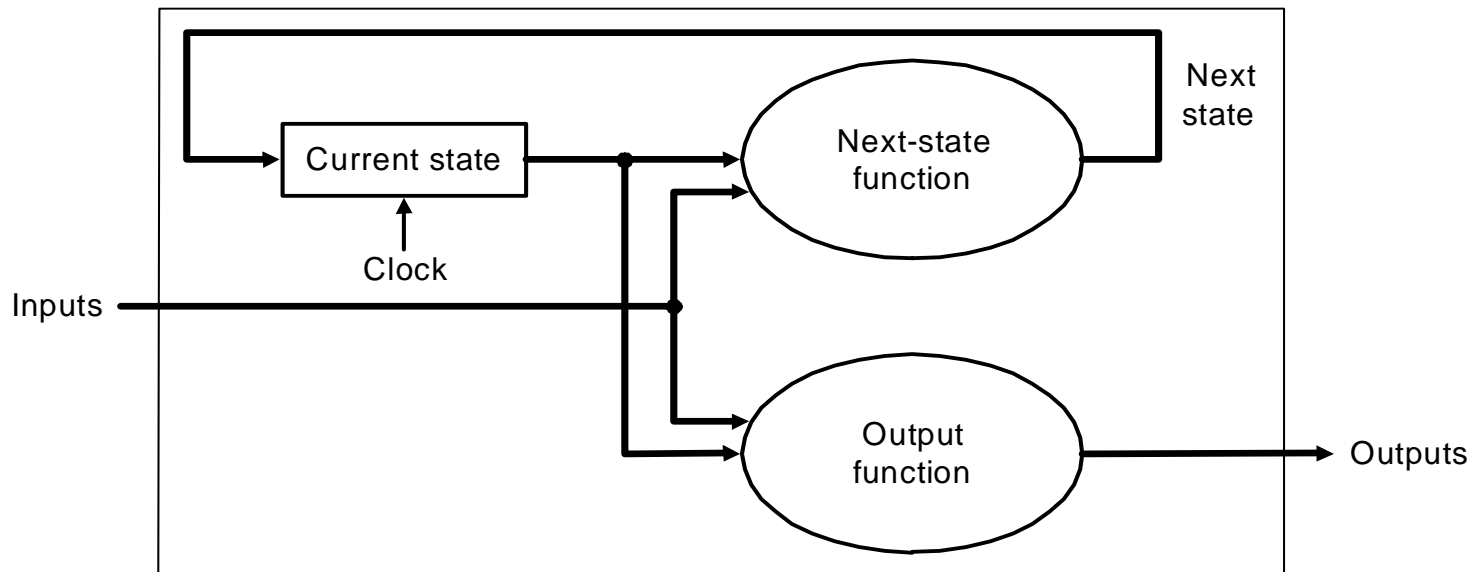 Next
state
Next-state
function
Current state
Clock
Inputs
Output
function
Outputs